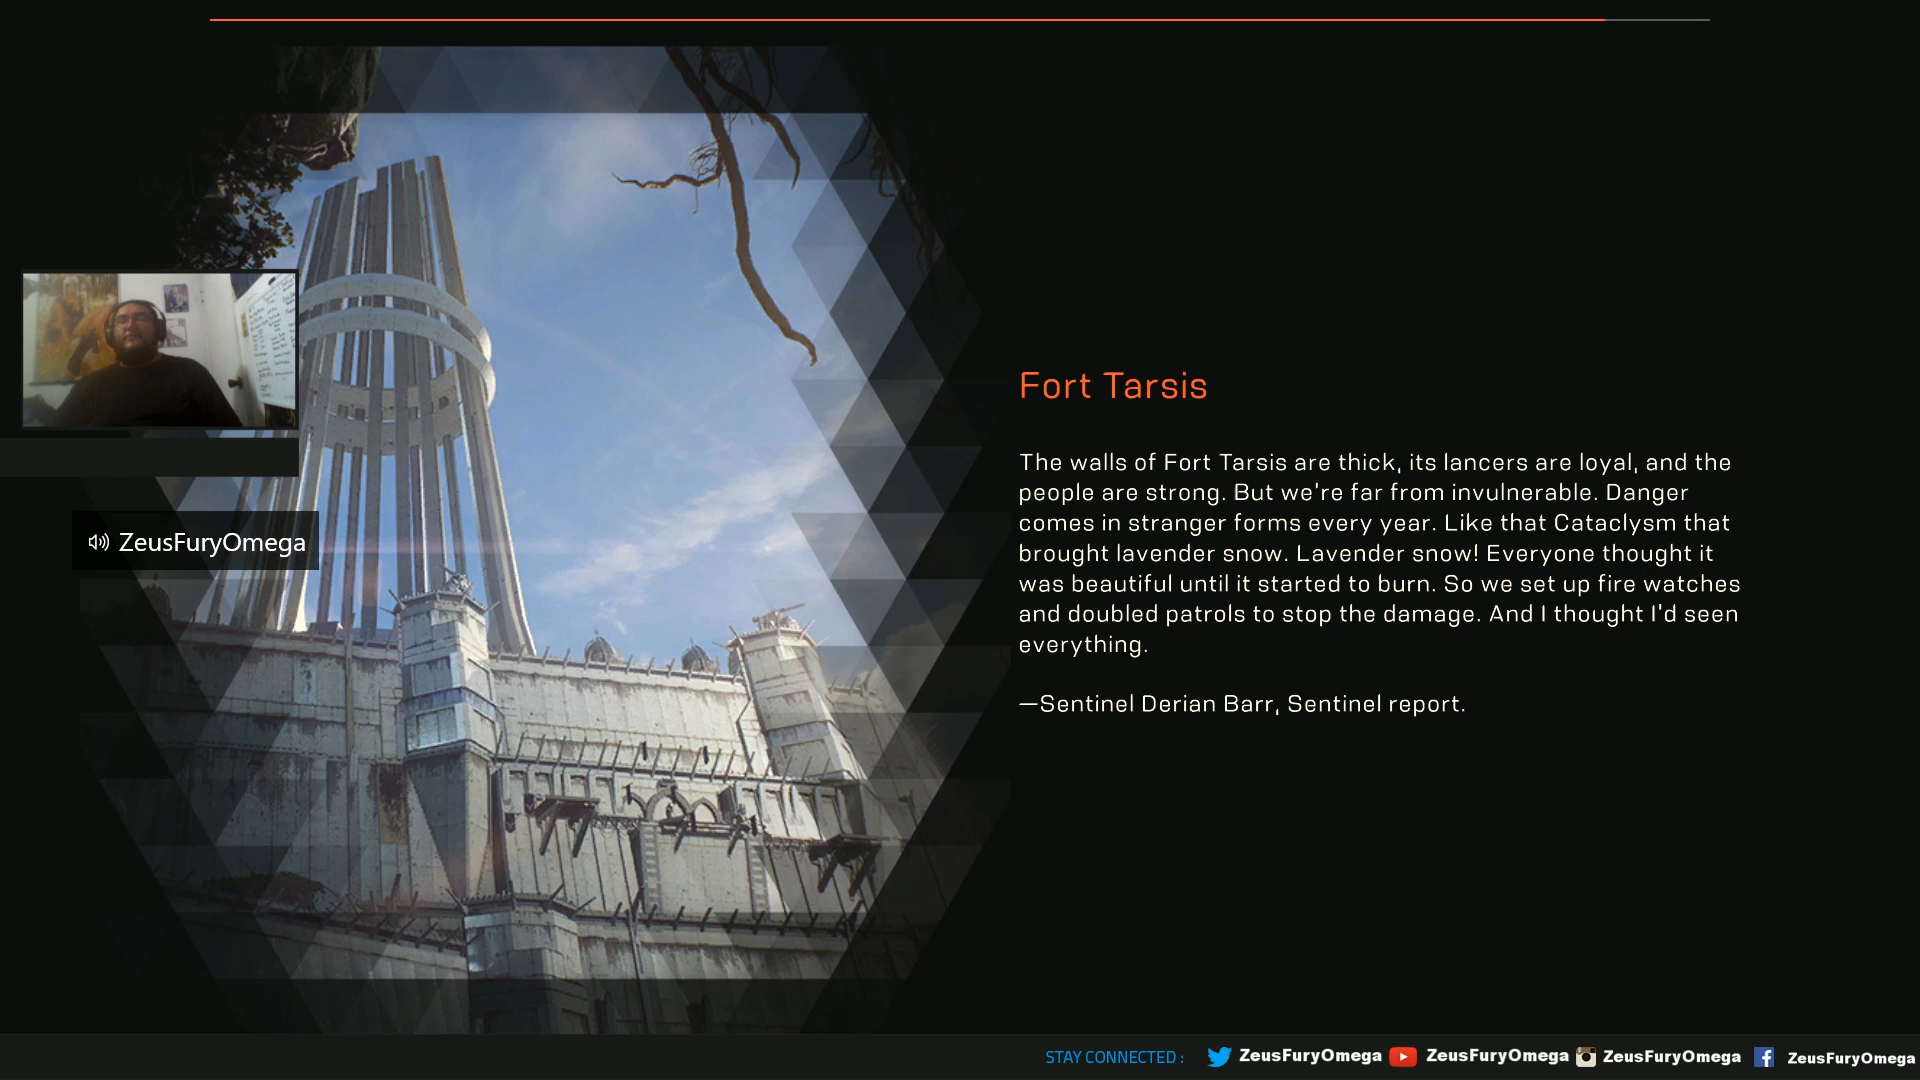 ZeusFuryOmega
Fort Tarsis
The walls of Fort Tarsis are thick, its lancers are loyal, and the
people are strong. But we're far from invulnerable. Danger
comes in stranger forms every year. Like that Cataclysm that
brought lavender snow. Lavender snow! Everyone thought it
was beautiful until it started to burn. So we set up fire watches
and doubled patrols to stop the damage. And I thought I'd seen
everything.
—Sentinel Derian Barr, Sentinel report.
STAY CONNECTED : ZeusFuryOmega ZeusFuryOmega ZeusFuryOmega ZeusFuryOmega